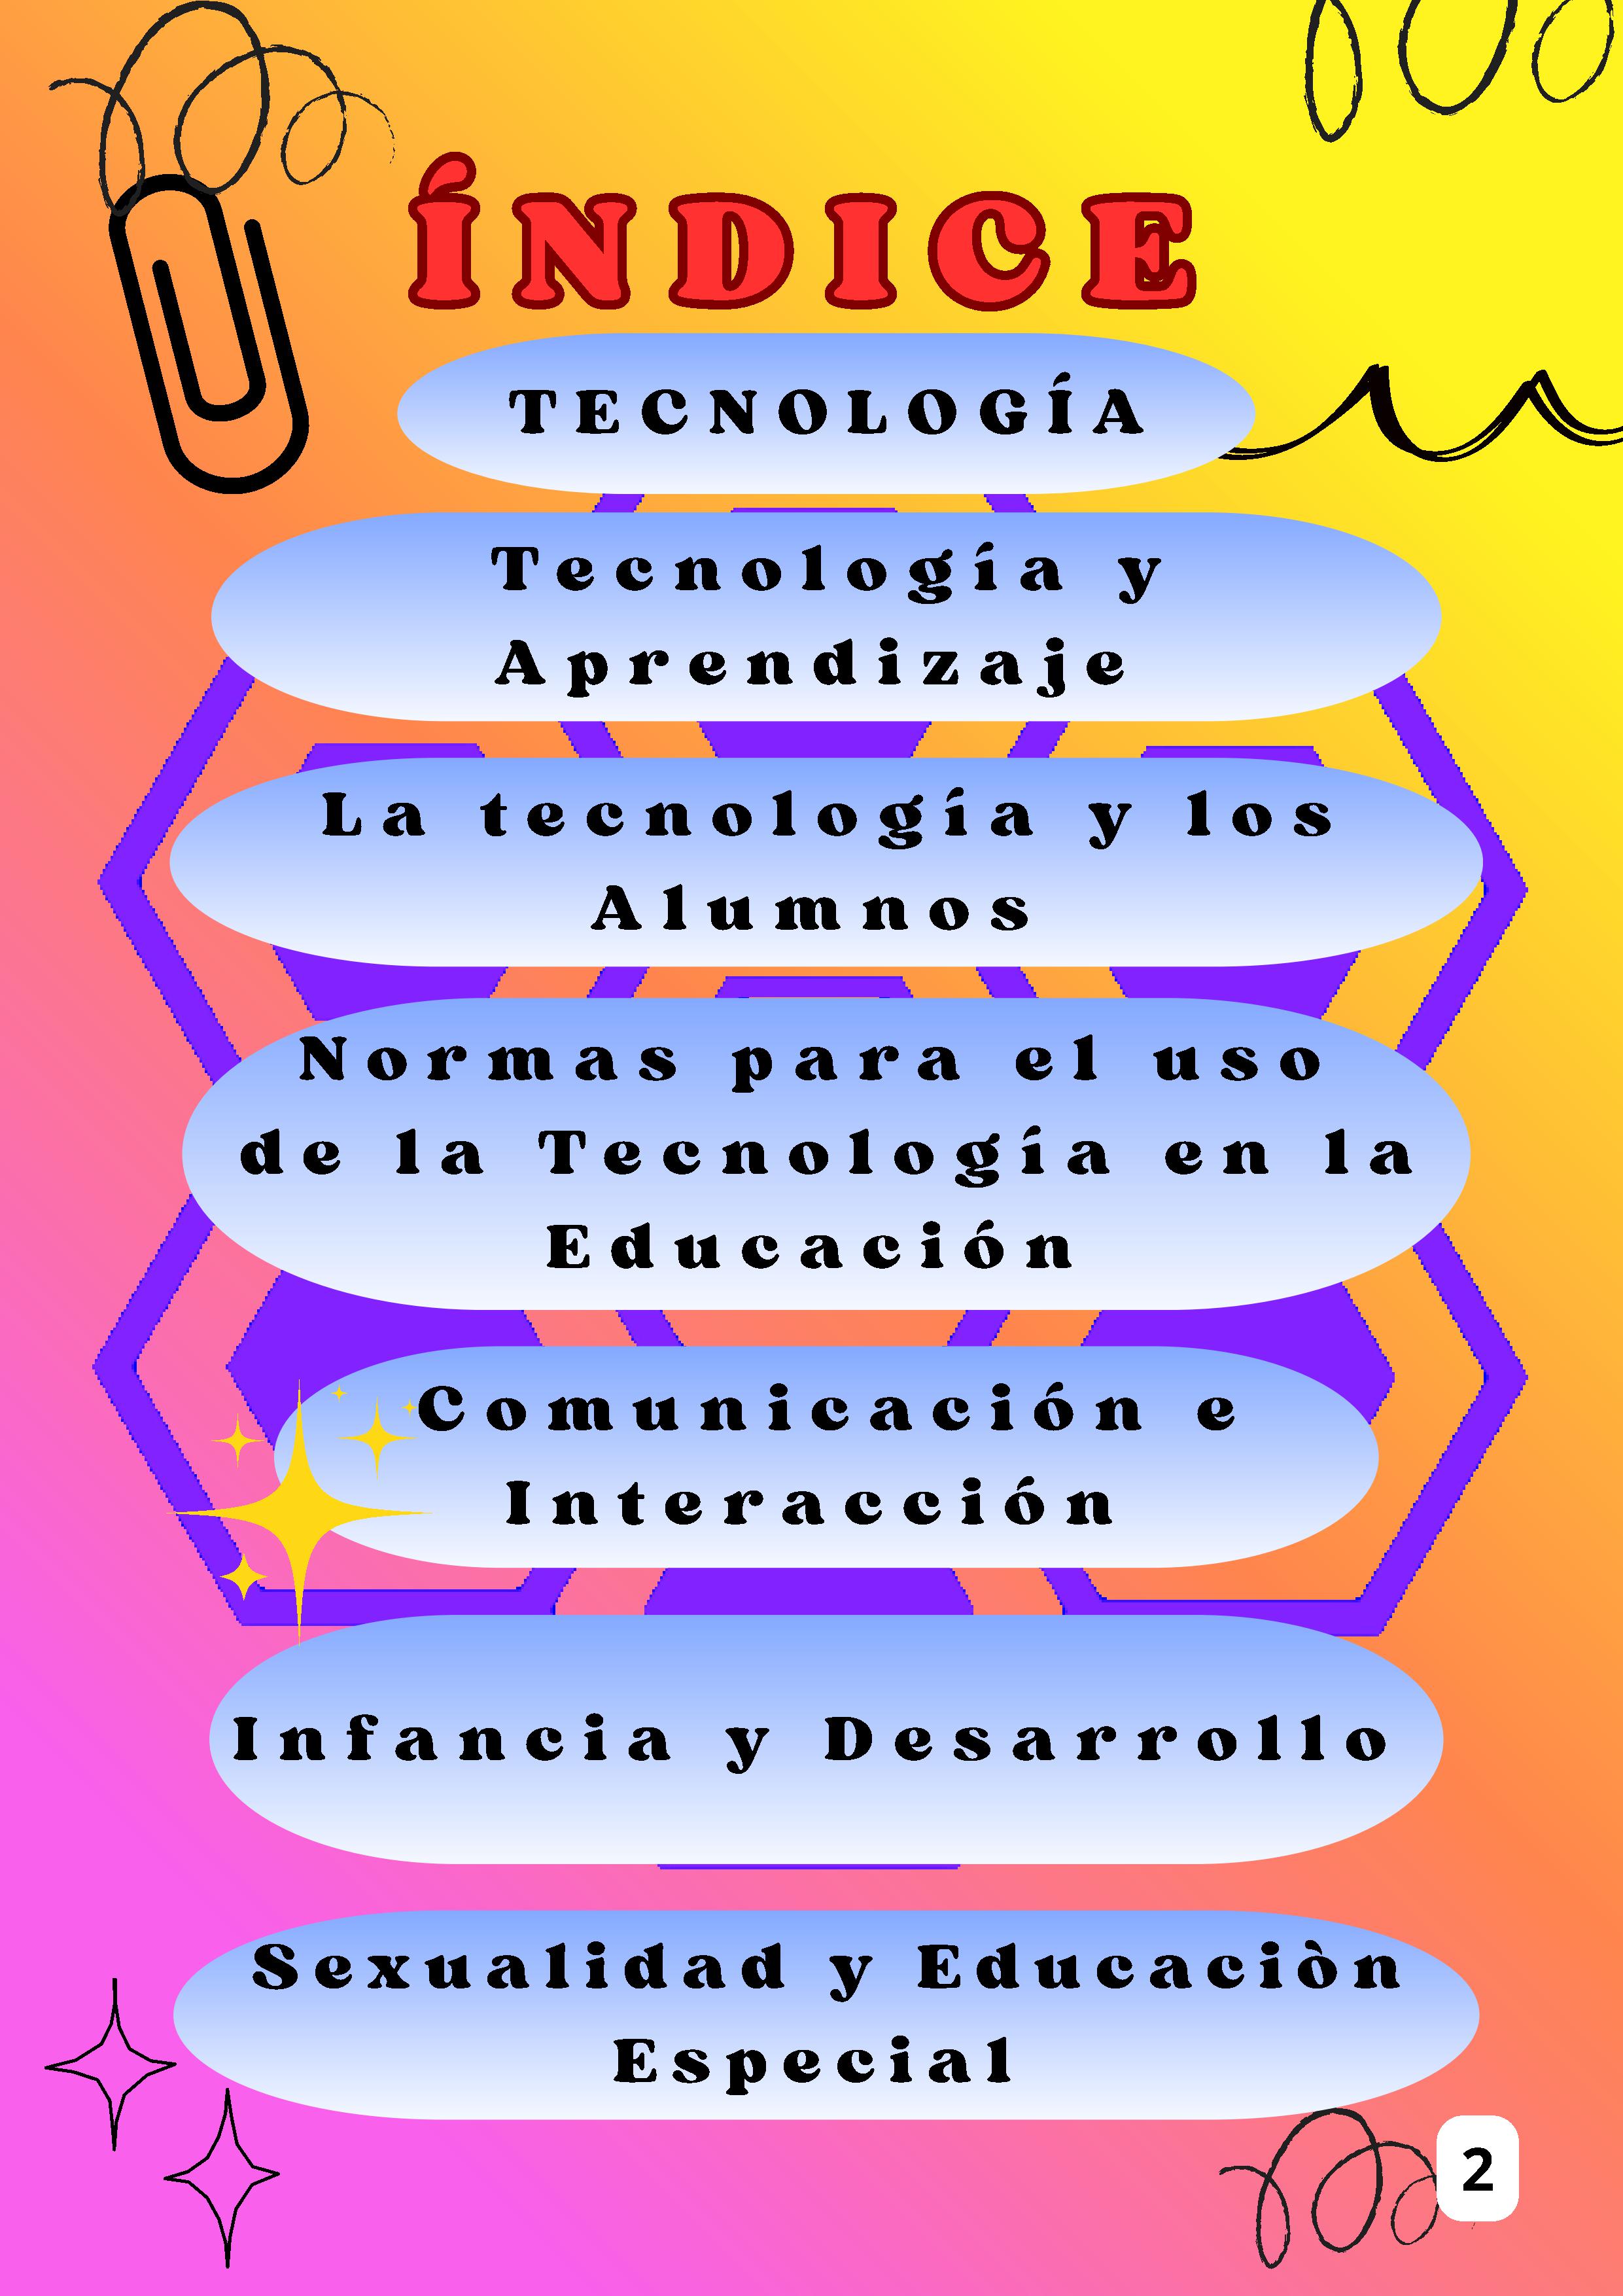 ÍNDICE
TECNOLOGÍA
Tecnología y
Aprendizaje
La tecnología y los
Alumnos
Normas para el uso
de la Tecnología en la
Educación
Comunicación e
Interacción
Infancia y Desarrollo
Sexualidad y Educaciòn
Especial
2